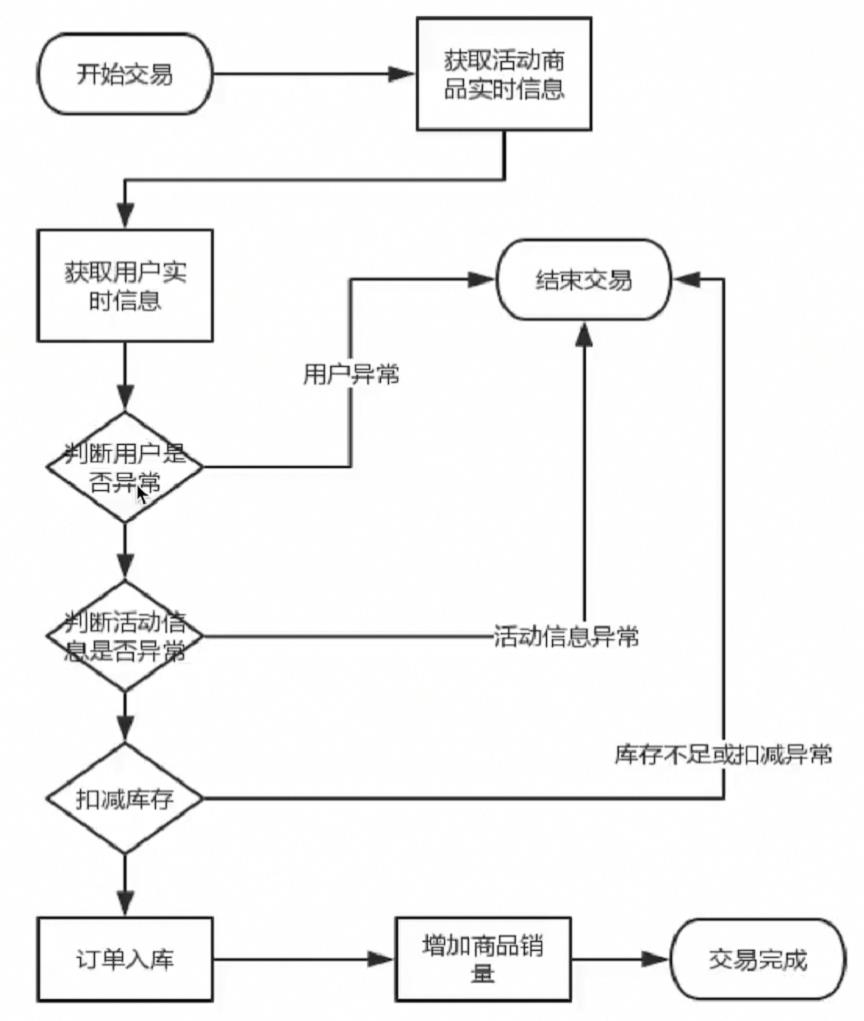 开始交易
获取活动商
品实时信息
获取用户实
时信息
结束交易
用户异常
判断用户是
否异常
判断活动信
息是否异常
活动信息异常
库存不足或扣减异常
扣减库存
订单入库
增加商品销
量
交易完成